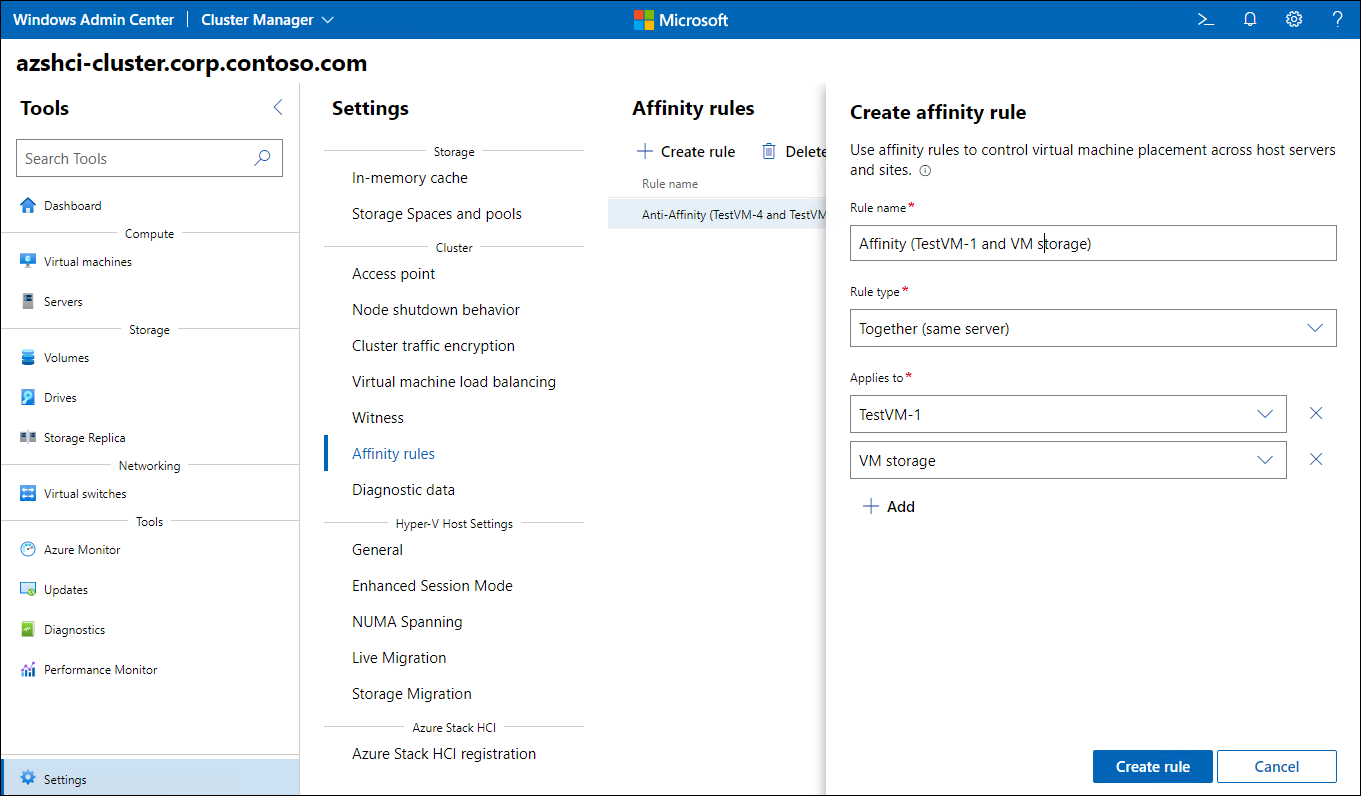 Windows Admin Center
Cluster Manager
Microsoft
azshci-cluster.corp.contoso.com
Tools
Search Tools
Dashboard
Compute
Virtual machines
Servers
Storage
Volumes
Drives
Storage Replica
Networking
Virtual switches
Tools
Azure Monitor
Updates
Diagnostics
Performance Monitor
Settings
Settings
Storage
In-memory cache
Storage Spaces and pools
Cluster
Access point
Node shutdown behavior
Cluster traffic encryption
Virtual machine load balancing
Witness
Affinity rules
Diagnostic data
Hyper-V Host Settings
General
Enhanced Session Mode
NUMA Spanning
Live Migration
Storage Migration
Azure Stack HCI
Azure Stack HCI registration
Affinity rules
Create rule
Delete
Rule name
Anti-Affinity (TestVM-4 and TestVM
Create affinity rule
Use affinity rules to control virtual machine placement across host servers
and sites.
Rule name*
Affinity (TestVM-1 and VM storage)
Rule type*
Together (same server)
Applies to*
TestVM-1
VM storage
Add
Create rule
Cancel